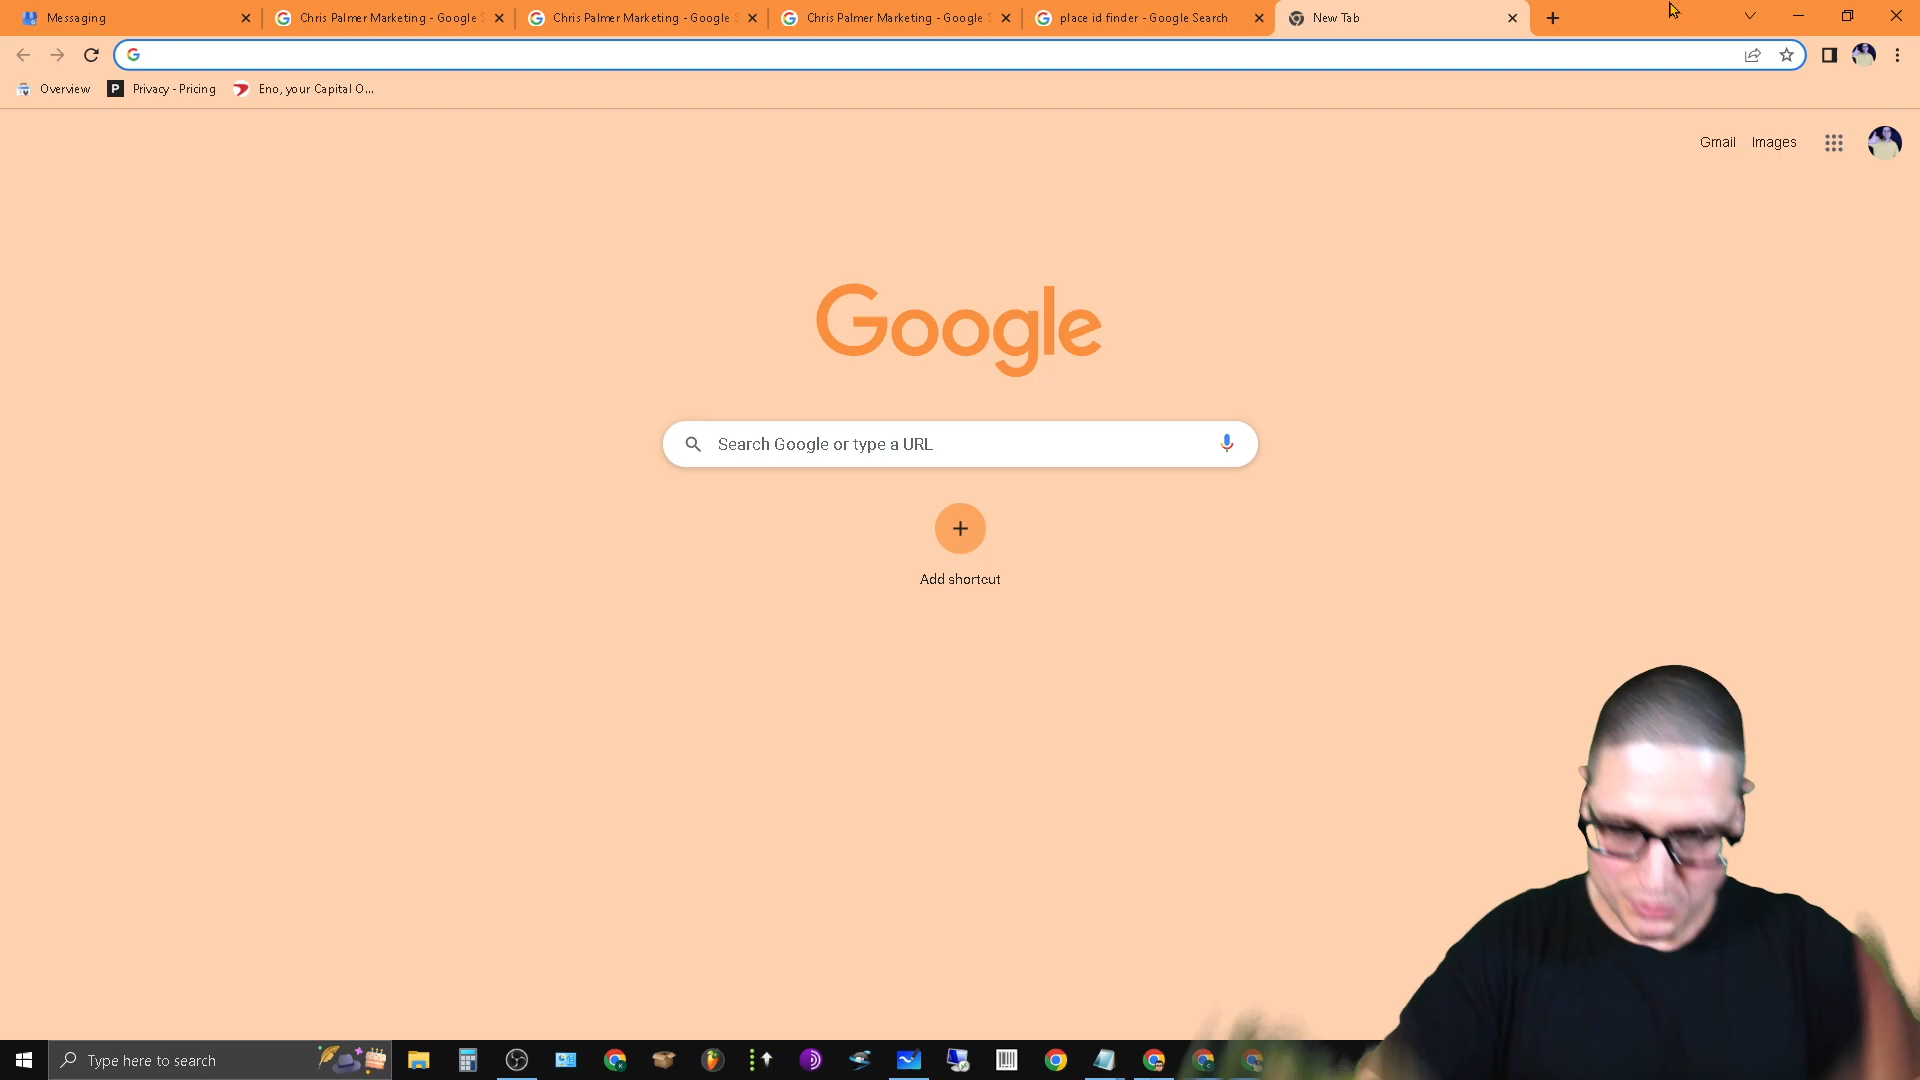 Messaging
Chris Palmer Marketing - Google S
Chris Palmer Marketing - Google S
Chris Palmer Marketing - Google S
place id finder - Google Search
New Tab
Overview
P
Privacy - Pricing
Eno, your Capital O...
Gmail
Images
Google
Search Google or type a URL
Add shortcut
Type here to search